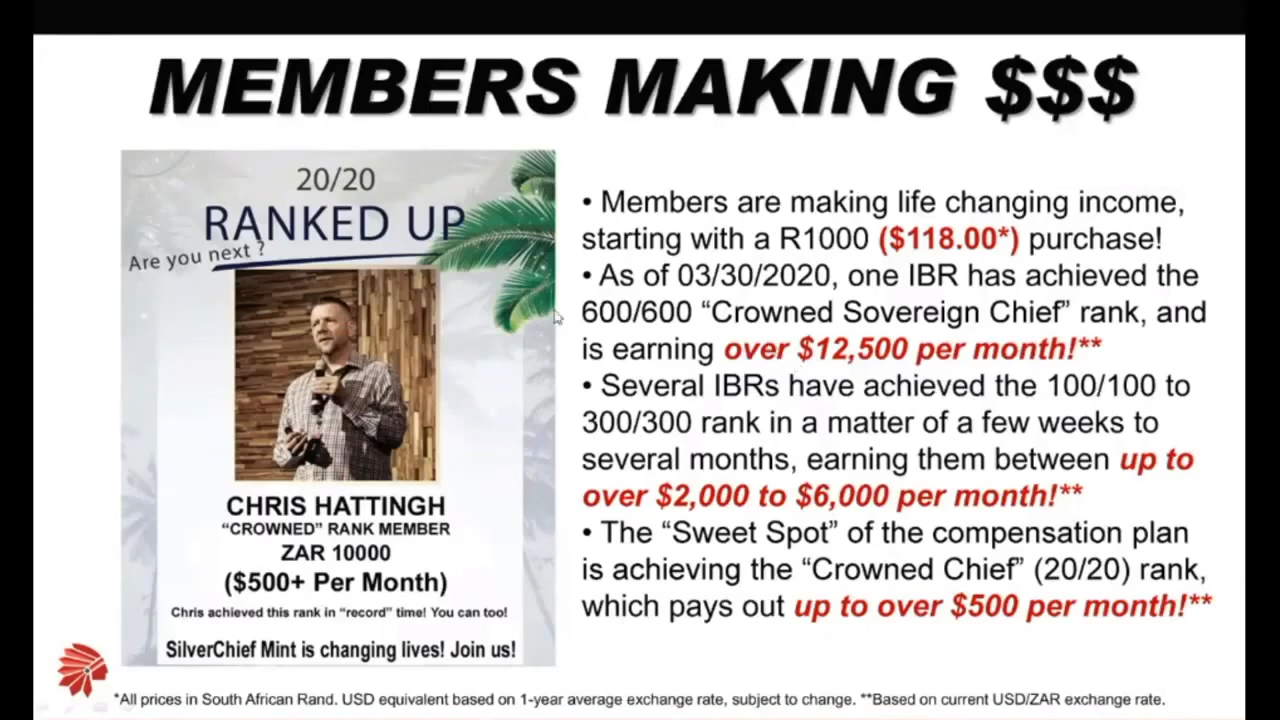 MEMBERS MAKING $$$
20/20
RANKED UP
Are you next ?
CHRIS HATTINGH
“CROWNED” RANK MEMBER
ZAR 10000
($500+ Per Month)
Chris achieved this rank in “record” time! You can too!
SilverChief Mint is changing lives! Join us!
• Members are making life changing income,
starting with a R1000 ($118.00*) purchase!
• As of 03/30/2020, one IBR has achieved the
600/600 “Crowned Sovereign Chief” rank, and
is earning over $12,500 per month!**
• Several IBRs have achieved the 100/100 to
300/300 rank in a matter of a few weeks to
several months, earning them between up to
over $2,000 to $6,000 per month!**
• The “Sweet Spot” of the compensation plan
is achieving the “Crowned Chief” (20/20) rank,
which pays out up to over $500 per month!**
*All prices in South African Rand. USD equivalent based on 1-year average exchange rate, subject to change. **Based on current USD/ZAR exchange rate.